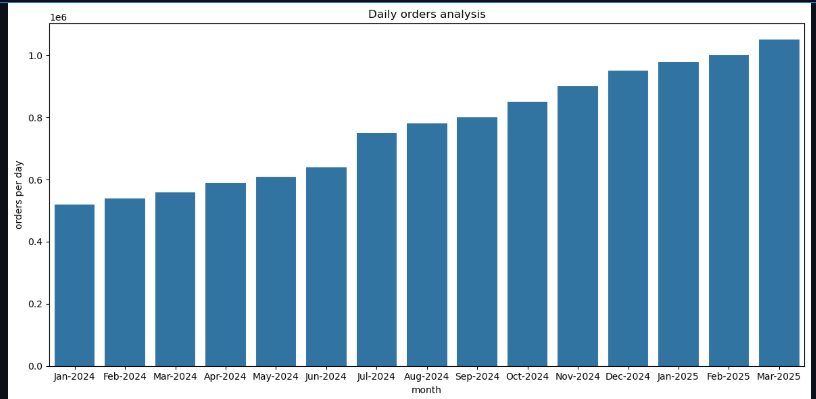 Daily orders analysis
1e6
1.0
0.8
0.6
0.4
0.2
0.0
orders per day
Jan-2024 Feb-2024 Mar-2024 Apr-2024 May-2024 Jun-2024 Jul-2024 Aug-2024 Sep-2024 Oct-2024 Nov-2024 Dec-2024 Jan-2025 Feb-2025 Mar-2025
month